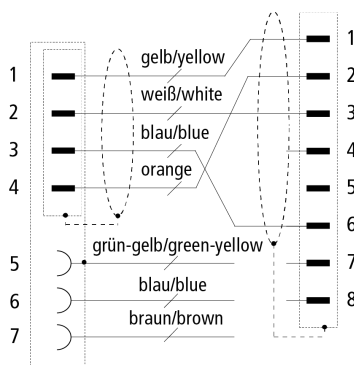 gelb/yellow
1
1
weiß/white
2
2
blau/blue
3
3
orange
4
4
5
6
grün-gelb/green-yellow
5
7
blau/blue
6
8
braun/brown
7